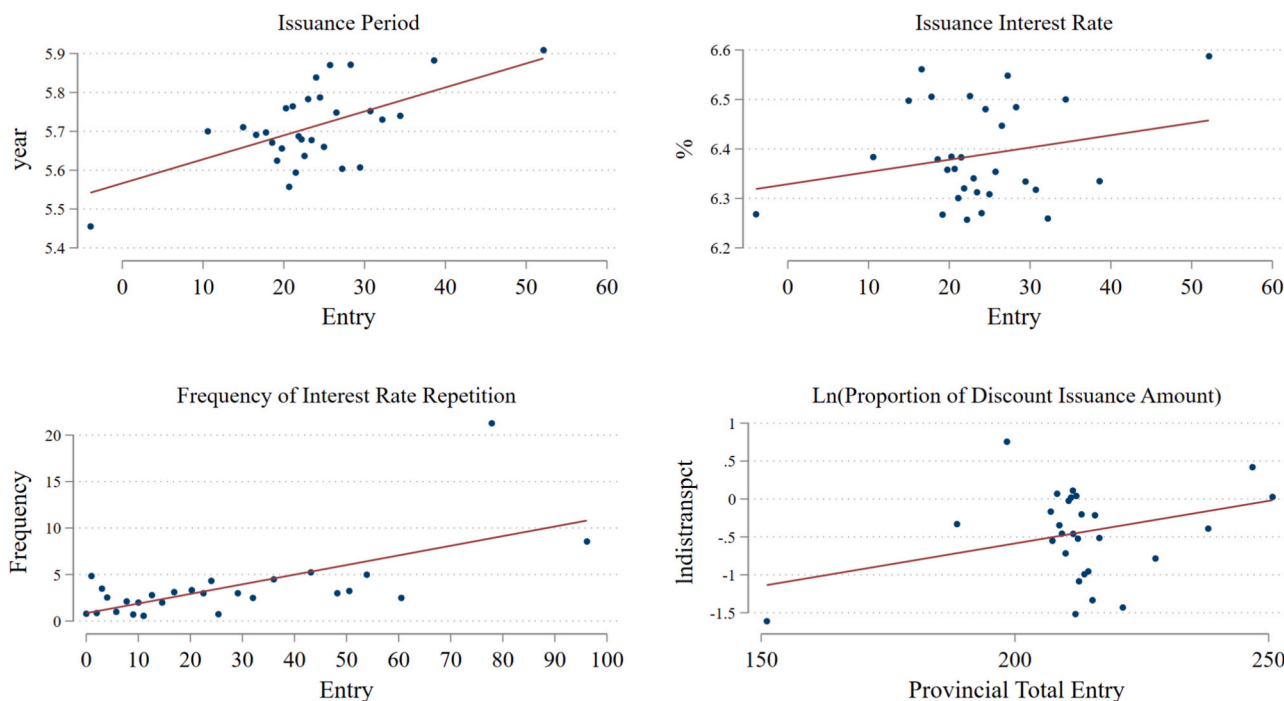 Issuance Period
year
5.9
5.8
5.7
5.6
5.5
5.4
0 10 20 30 40 50 60
Entry
Issuance Interest Rate
%
6.6
6.5
6.4
6.3
6.2
0 10 20 30 40 50 60
Entry
Frequency of Interest Rate Repetition
Frequency
20
15
10
5
0
0 10 20 30 40 50 60 70 80 90 100
Entry
Ln(Proportion of Discount Issuance Amount)
lndistranspct
1
.5
0
-.5
-1
-1.5
150 200 250
Provincial Total Entry